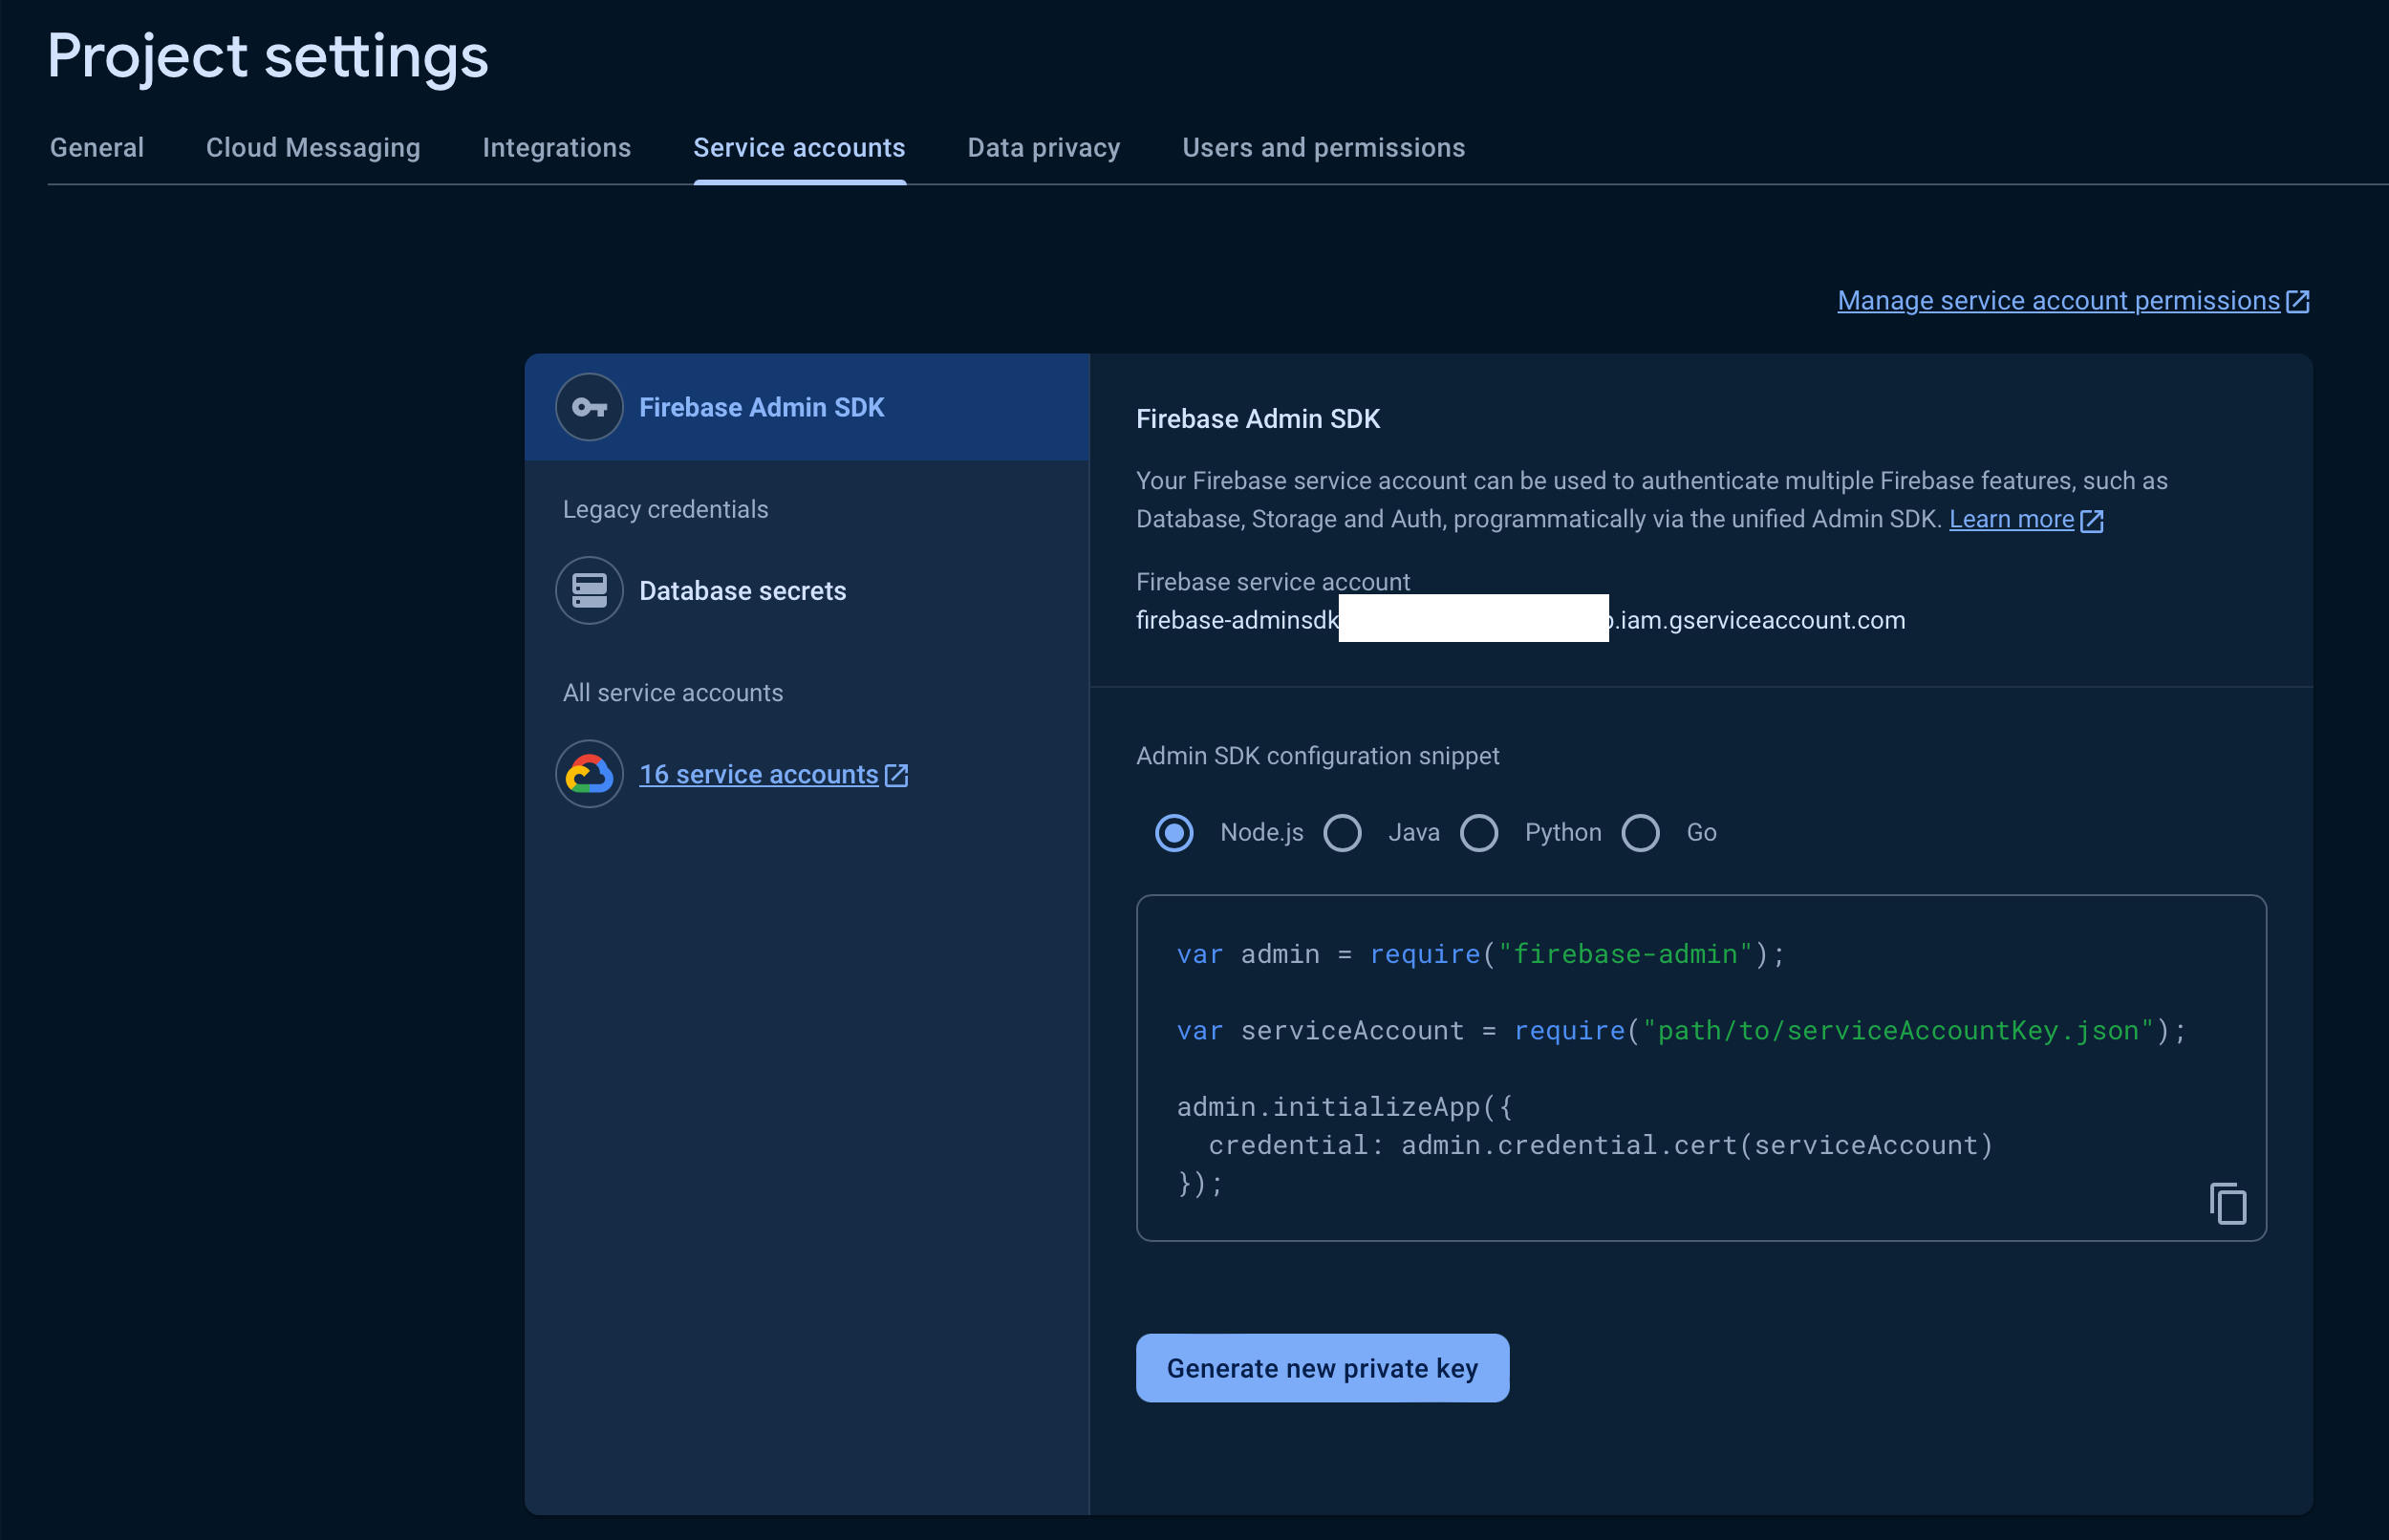 Project settings
General Cloud Messaging Integrations Service accounts Data privacy Users and permissions
Manage service account permissions
Firebase Admin SDK
Legacy credentials
Database secrets
All service accounts
16 service accounts
Firebase Admin SDK
Your Firebase service account can be used to authenticate multiple Firebase features, such as
Database, Storage and Auth, programmatically via the unified Admin SDK. Learn more
Firebase service account
firebase-adminsdk .iam.gserviceaccount.com
Admin SDK configuration snippet
Node.js Java Python Go
var admin = require("firebase-admin");
var serviceAccount = require("path/to/serviceAccountKey.json");
admin.initializeApp({
  credential: admin.credential.cert(serviceAccount)
});
Generate new private key